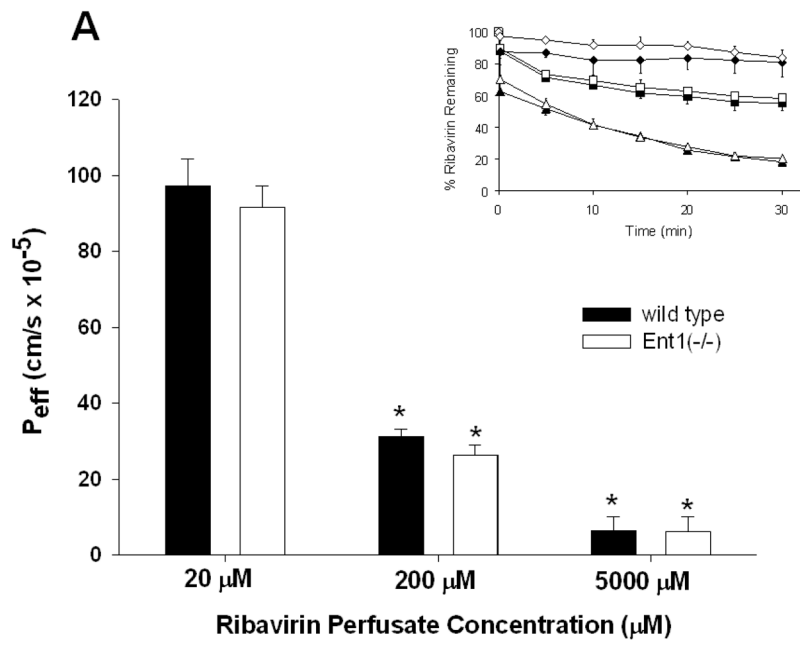 A
% Ribavirin Remaining
100
80
60
40
20
0
0 10 20 30
Time (min)
P_eff (cm/s x 10^-5)
120
100
80
60
40
20
0
wild type
Ent1(-/-)
* *
* *
20 μM 200 μM 5000 μM
Ribavirin Perfusate Concentration (μM)